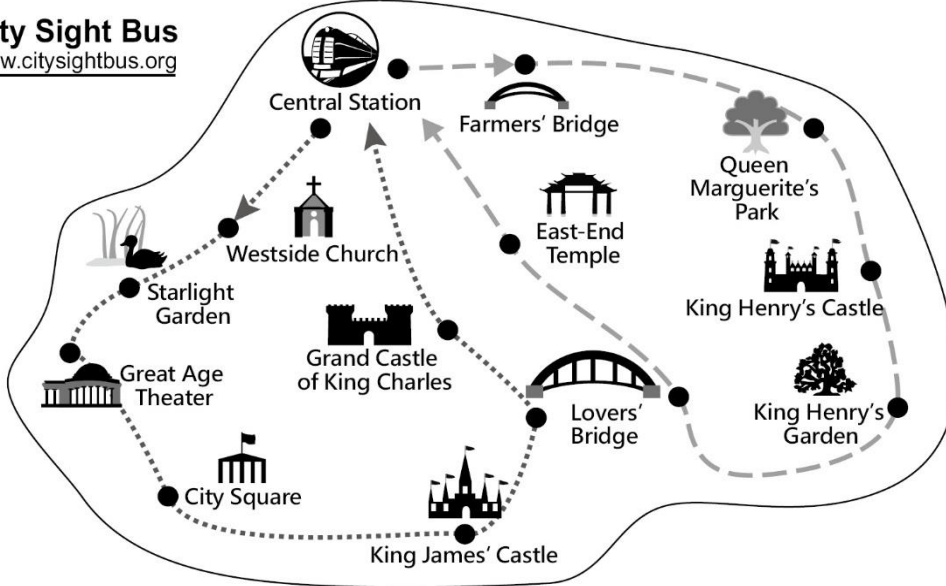 ty Sight Bus
w.citysightbus.org
Central Station
Farmers' Bridge
Queen
Marguerite's
Park
East-End
Temple
Westside Church
Starlight
Garden
King Henry's Castle
Grand Castle
of King Charles
Great Age
Theater
Lovers'
Bridge
King Henry's
Garden
City Square
King James' Castle